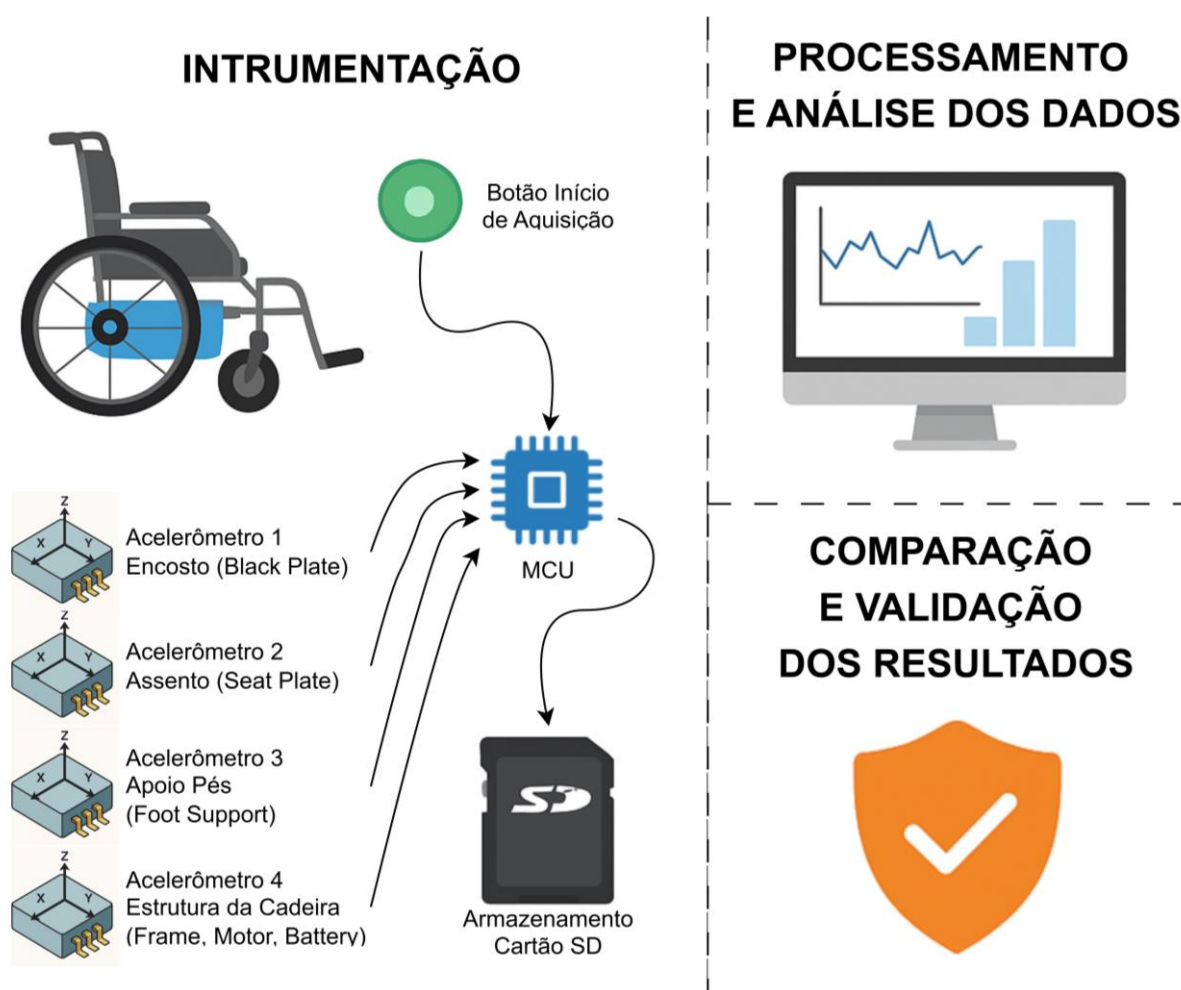 INTRUMENTAÇÃO
Botão Início
de Aquisição
MCU
Z
X Y
Acelerômetro 1
Encosto (Black Plate)
Z
X Y
Acelerômetro 2
Assento (Seat Plate)
Z
X Y
Acelerômetro 3
Apoio Pés
(Foot Support)
Z
X Y
Acelerômetro 4
Estrutura da Cadeira
(Frame, Motor, Battery)
SD
Armazenamento
Cartão SD
PROCESSAMENTO
E ANÁLISE DOS DADOS
COMPARAÇÃO
E VALIDAÇÃO
DOS RESULTADOS